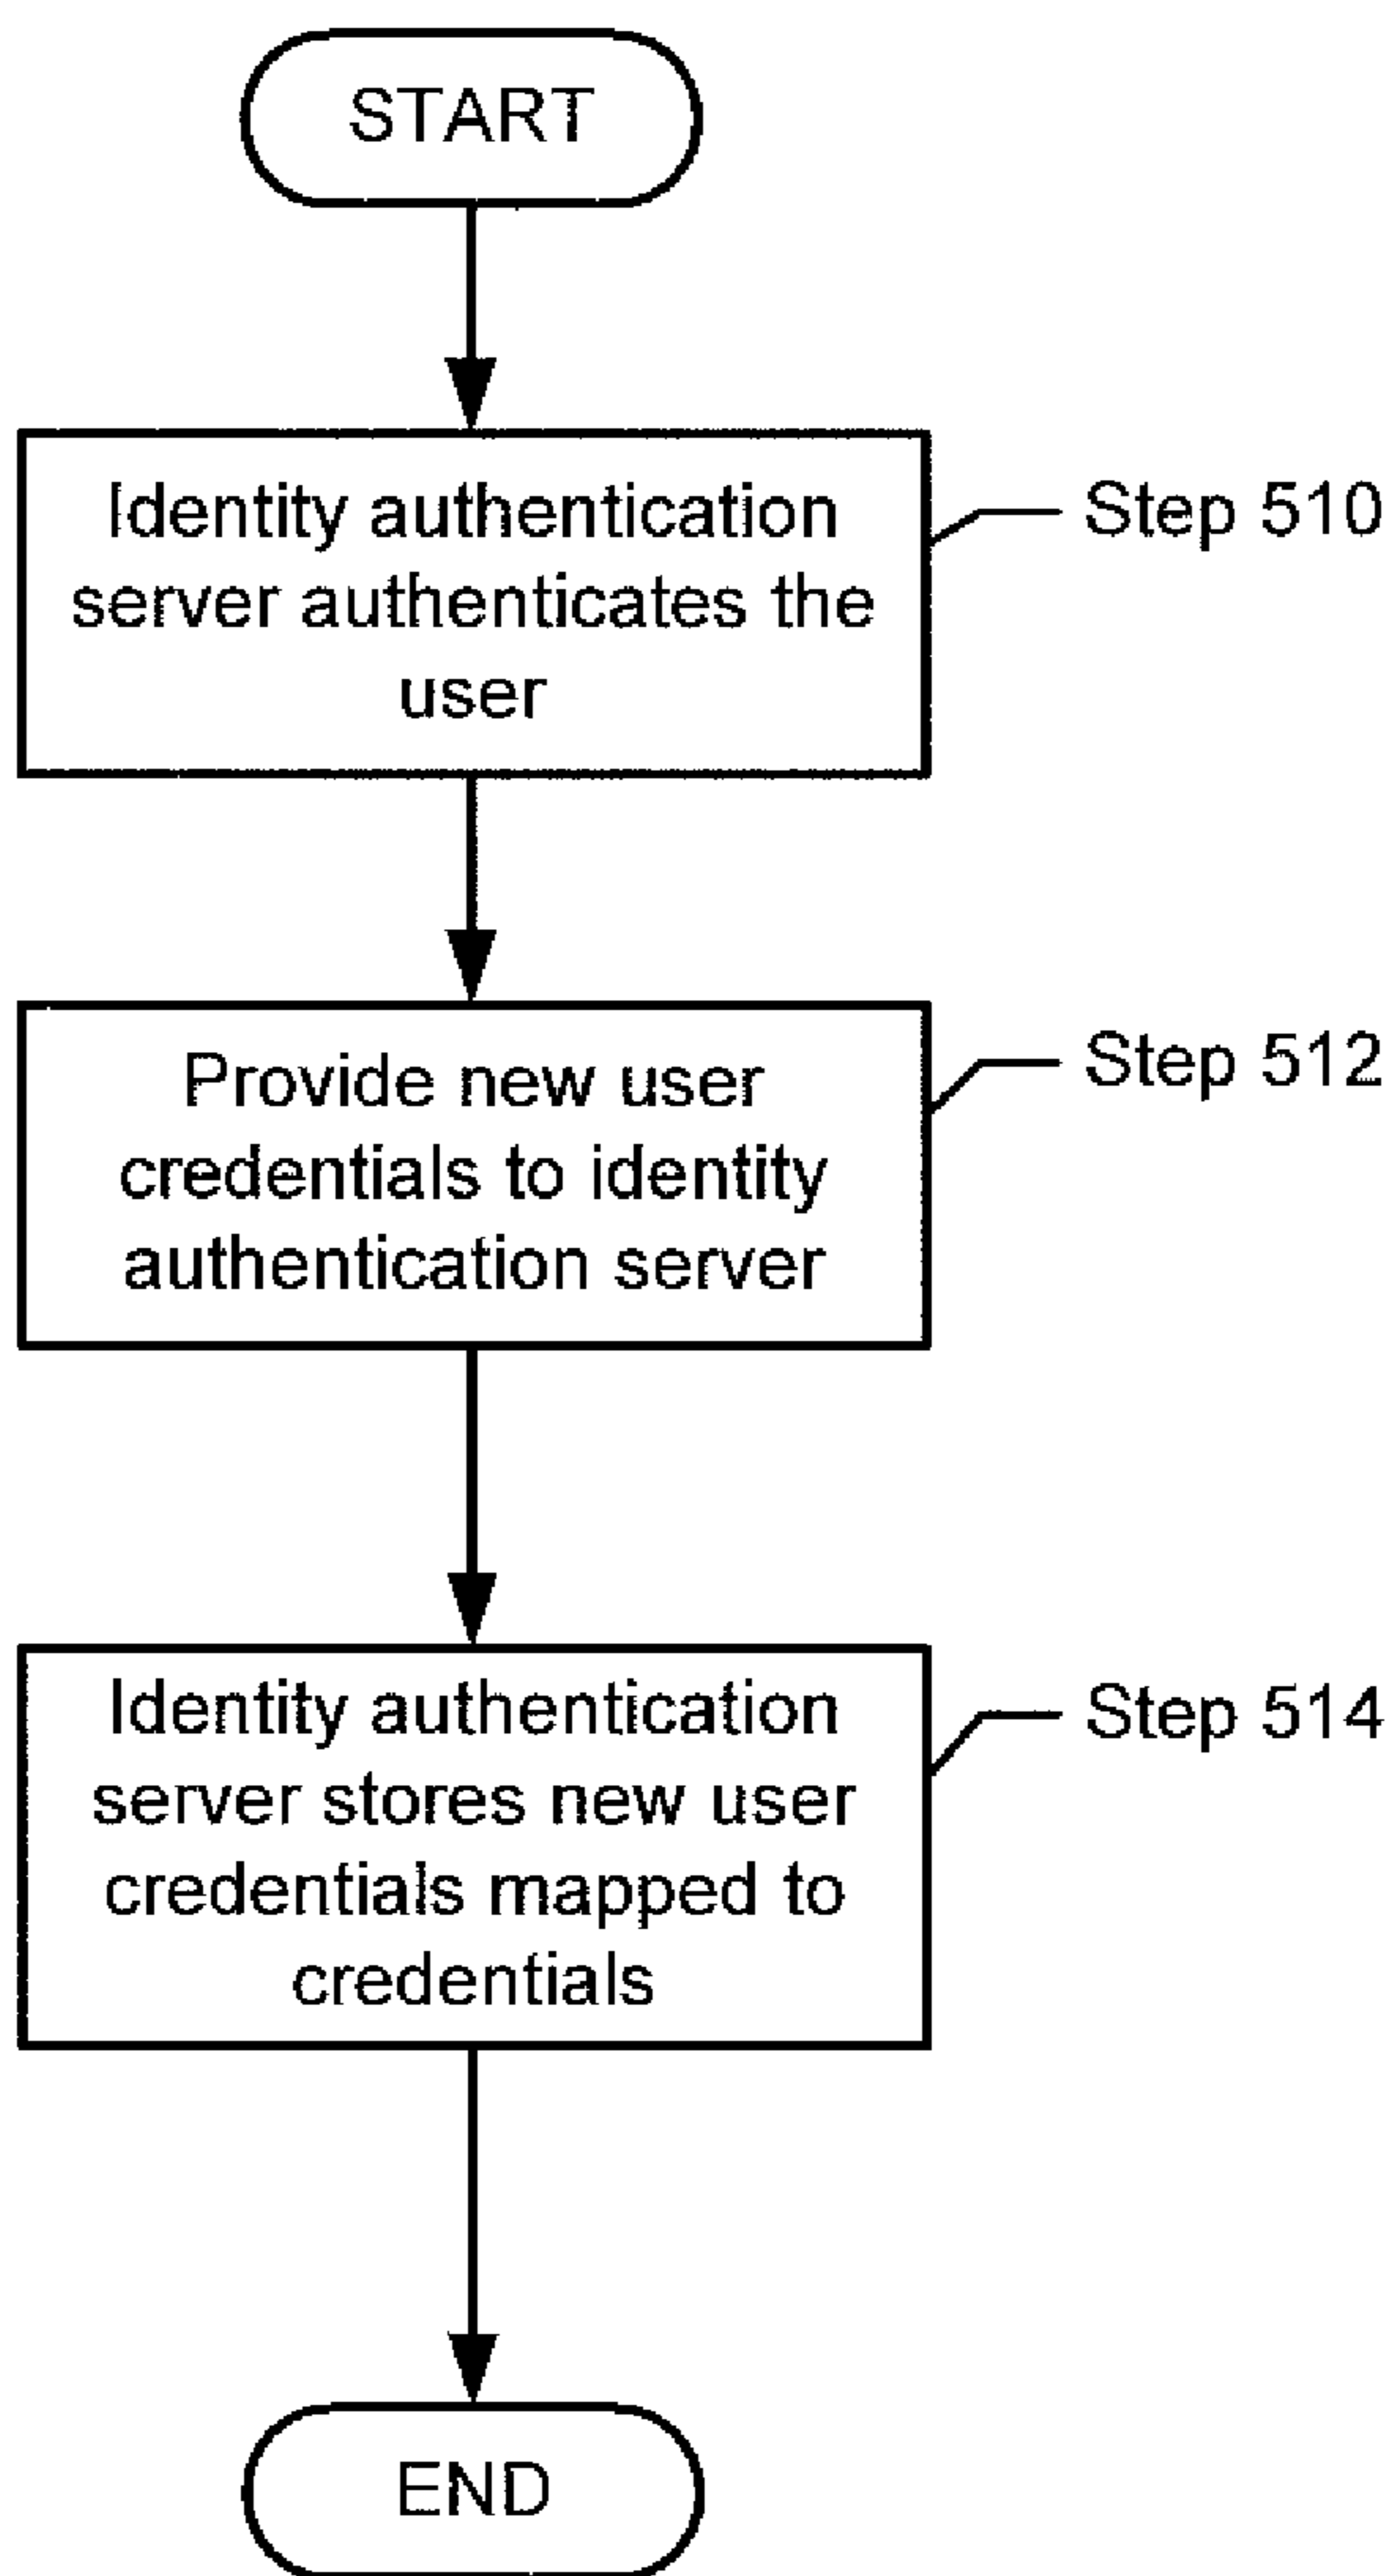 START
Identity authentication
server authenticates the
user
Step 510
Provide new user
credentials to identity
authentication server
Step 512
Identity authentication
server stores new user
credentials mapped to
credentials
Step 514
END